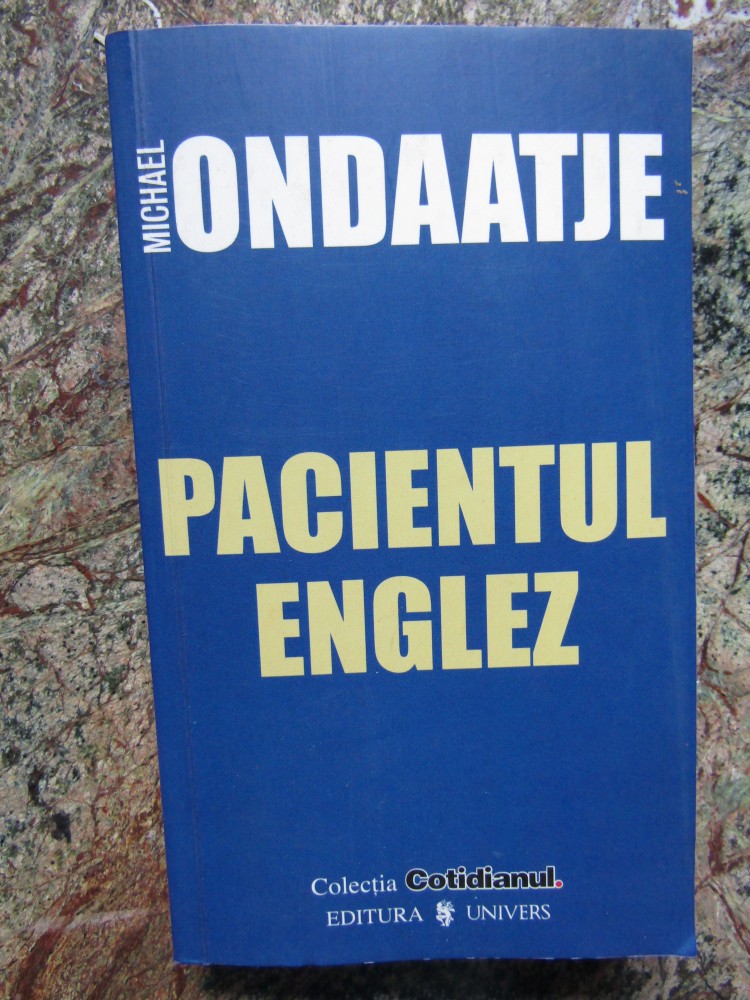 MICHAEL
ONDAATJE
PACIENTUL
ENGLEZ
Colecția Cotidianul.
EDITURA UNIVERS